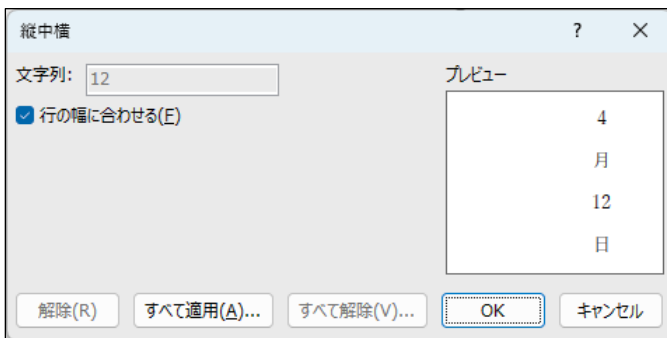 縦中横
? ×
文字列: 12
行の幅に合わせる(F)
プレビュー
4
月
12
日
解除(R) すべて適用(A)... すべて解除(V)... OK キャンセル